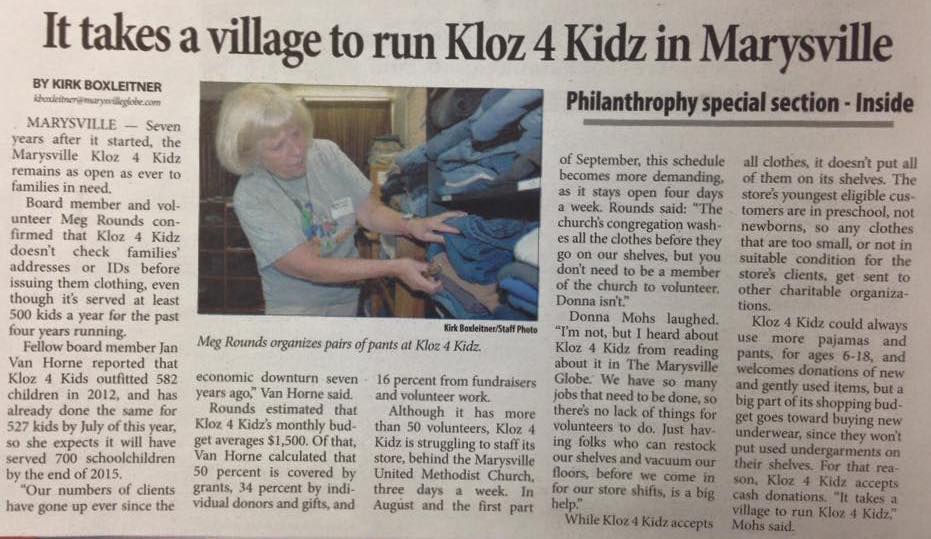 It takes a village to run Kloz 4 Kidz in Marysville
BY KIRK BOXLEITNER
kboxleitner@marysvilleglobe.com
MARYSVILLE — Seven
years after it started, the
Marysville Kloz 4 Kidz
remains as open as ever to
families in need.
Board member and vol-
unteer Meg Rounds con-
firmed that Kloz 4 Kidz
doesn't check families'
addresses or IDs before
issuing them clothing, even
though it's served at least
500 kids a year for the past
four years running.
Fellow board member Jan
Van Horne reported that
Kloz 4 Kids outfitted 582
children in 2012, and has
already done the same for
527 kids by July of this year,
so she expects it will have
served 700 schoolchildren
by the end of 2015.
"Our numbers of clients
have gone up ever since the
Kirk Boxleitner/Staff Photo
Meg Rounds organizes pairs of pants at Kloz 4 Kidz.
economic downturn seven
years ago," Van Horne said.
Rounds estimated that
Kloz 4 Kidz's monthly bud-
get averages $1,500. Of that,
Van Horne calculated that
50 percent is covered by
grants, 34 percent by indi-
vidual donors and gifts, and
16 percent from fundraisers
and volunteer work.
Although it has more
than 50 volunteers, Kloz 4
Kidz is struggling to staff its
store, behind the Marysville
United Methodist Church,
three days a week. In
August and the first part
Philanthrophy special section - Inside
of September, this schedule
becomes more demanding,
as it stays open four days
a week. Rounds said: "The
church's congregation wash-
es all the clothes before they
go on our shelves, but you
don't need to be a member
of the church to volunteer.
Donna isn't."
Donna Mohs laughed.
"I'm not, but I heard about
Kloz 4 Kidz from reading
about it in The Marysville
Globe. We have so many
jobs that need to be done, so
there's no lack of things for
volunteers to do. Just hav-
ing folks who can restock
our shelves and vacuum our
floors, before we come in
for our store shifts, is a big
help."
While Kloz 4 Kidz accepts
all clothes, it doesn't put all
of them on its shelves. The
store's youngest eligible cus-
tomers are in preschool, not
newborns, so any clothes
that are too small, or not in
suitable condition for the
store's clients, get sent to
other charitable organiza-
tions.
Kloz 4 Kidz could always
use more pajamas and
pants, for ages 6-18, and
welcomes donations of new
and gently used items, but a
big part of its shopping bud-
get goes toward buying new
underwear, since they won't
put used undergarments on
their shelves. For that rea-
son, Kloz 4 Kidz accepts
cash donations. "It takes a
village to run Kloz 4 Kidz,"
Mohs said.